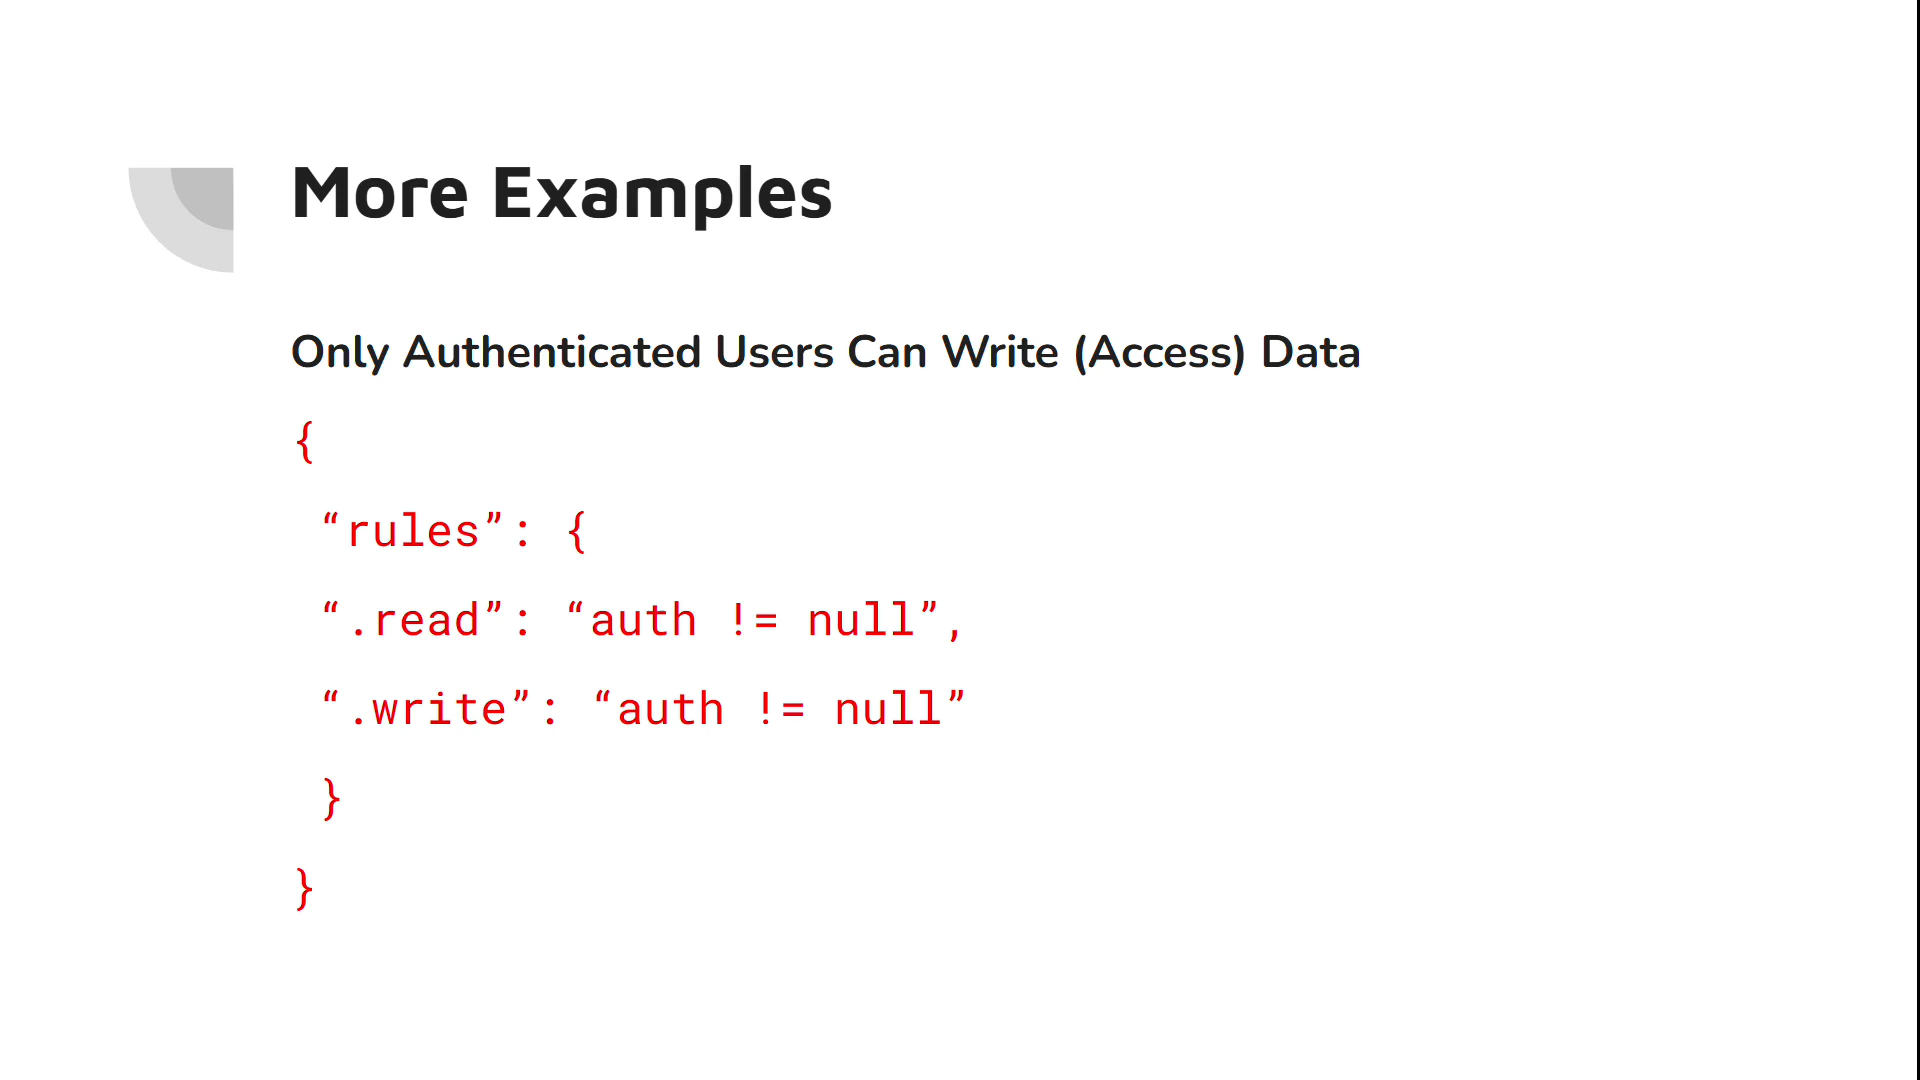 More Examples
Only Authenticated Users Can Write (Access) Data
{
“rules”: {
“.read”: “auth != null”,
“.write”: “auth != null”
}
}